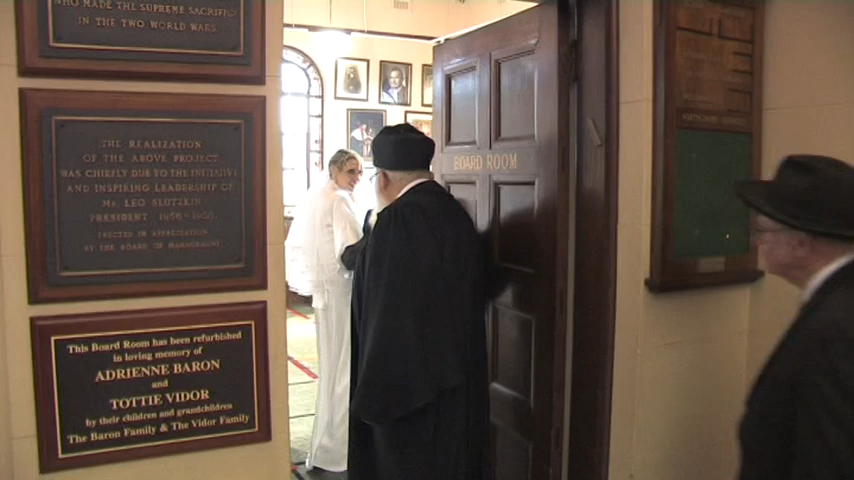 WHO MADE THE SUPREME SACRIFICE
IN THE TWO WORLD WARS.
THE REALIZATION
OF THE ABOVE PROJECT
WAS CHIEFLY DUE TO THE INITIATIVE
AND INSPIRING LEADERSHIP OF
MR. LEO SLUTZKIN
PRESIDENT
ERECTED IN APPRECIATION
BY THE BOARD OF MANAGEMENT.
This Board Room has been refurbished
in loving memory of
ADRIENNE BARON
and
TOTTIE VIDOR
by their children and grandchildren
The Baron Family & The Vidor Family
BOARD ROOM